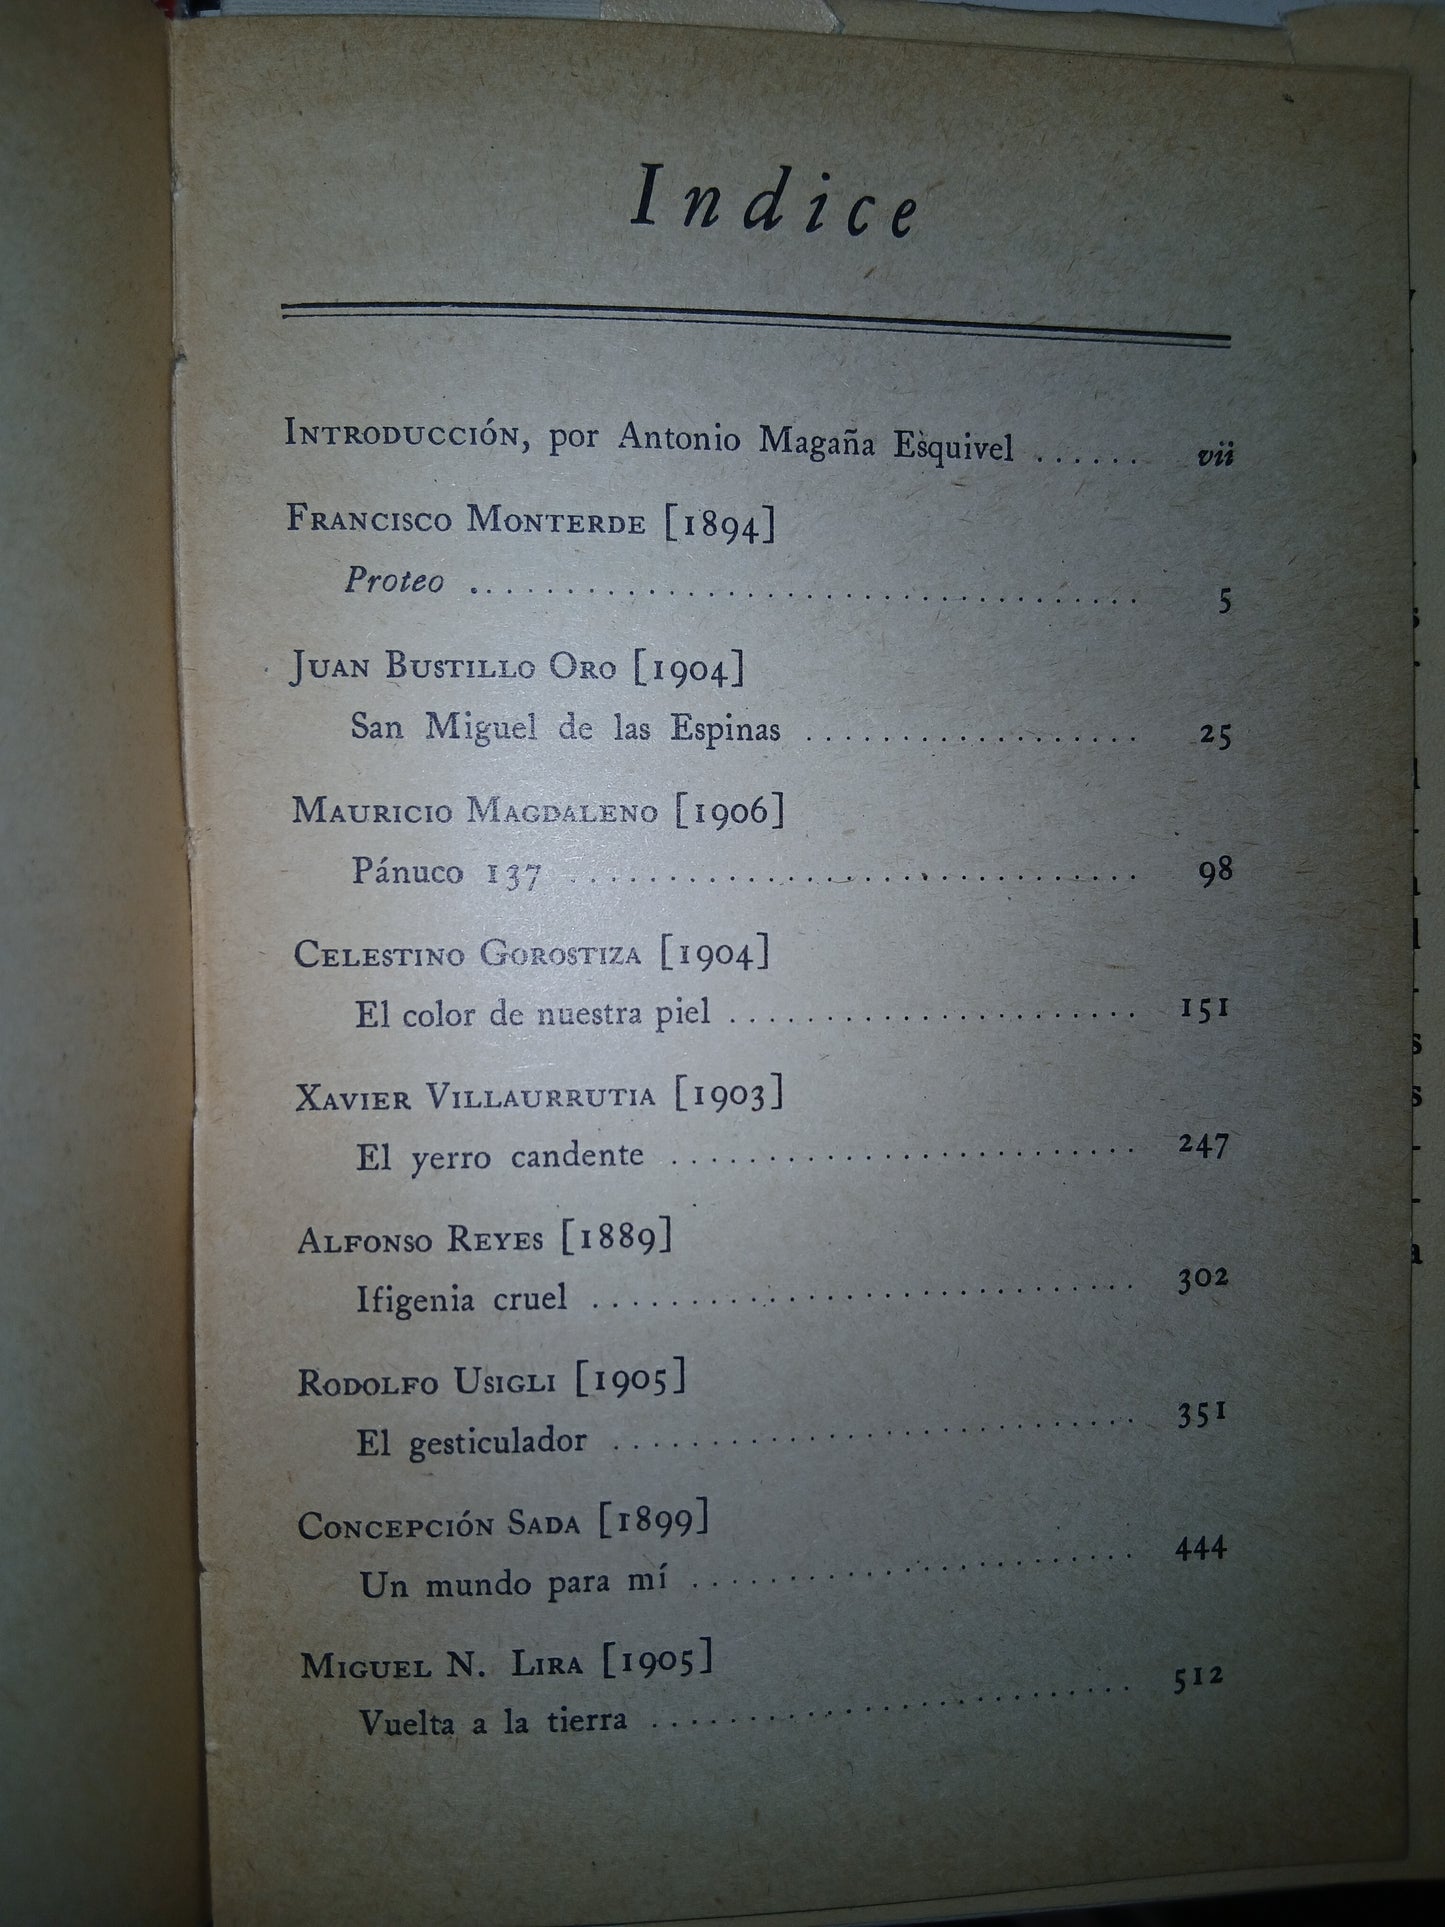 Indice
INTRODUCCIÓN, por Antonio Magaña Esquivel ...... vii
FRANCISCO MONTERDE [1894]
Proteo .................................. 5
JUAN BUSTILLO ORO [1904]
San Miguel de las Espinas .................. 25
MAURICIO MAGDALENO [1906]
Pánuco 137 ............................. 98
CELESTINO GOROSTIZA [1904]
El color de nuestra piel ...................... 151
XAVIER VILLAURRUTIA [1903]
El yerro candente ......................... 247
ALFONSO REYES [1889]
Ifigenia cruel ............................. 302
RODOLFO USIGLI [1905]
El gesticulador ............................ 351
CONCEPCIÓN SADA [1899]
Un mundo para mí ........................ 444
MIGUEL N. LIRA [1905]
Vuelta a la tierra .......................... 512